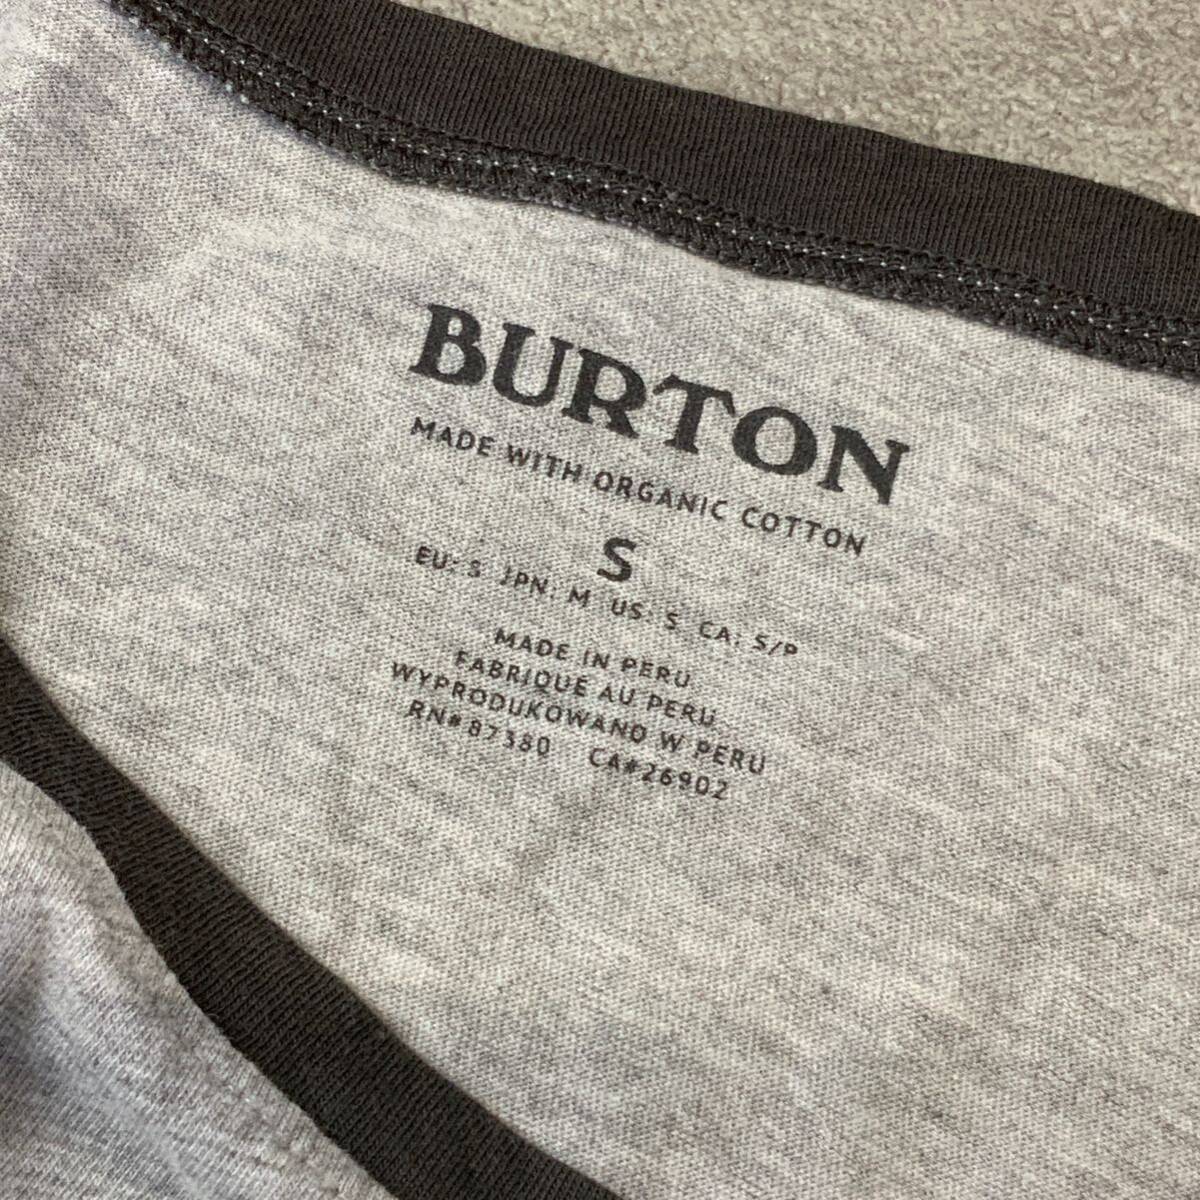 BURTON
MADE WITH ORGANIC COTTON
S
EU: S JPN: M US: S CA: S/P
MADE IN PERU
FABRIQUÉ AU PERU
WYPRODUKOWANO W PERU
RN#87380 CA#26902